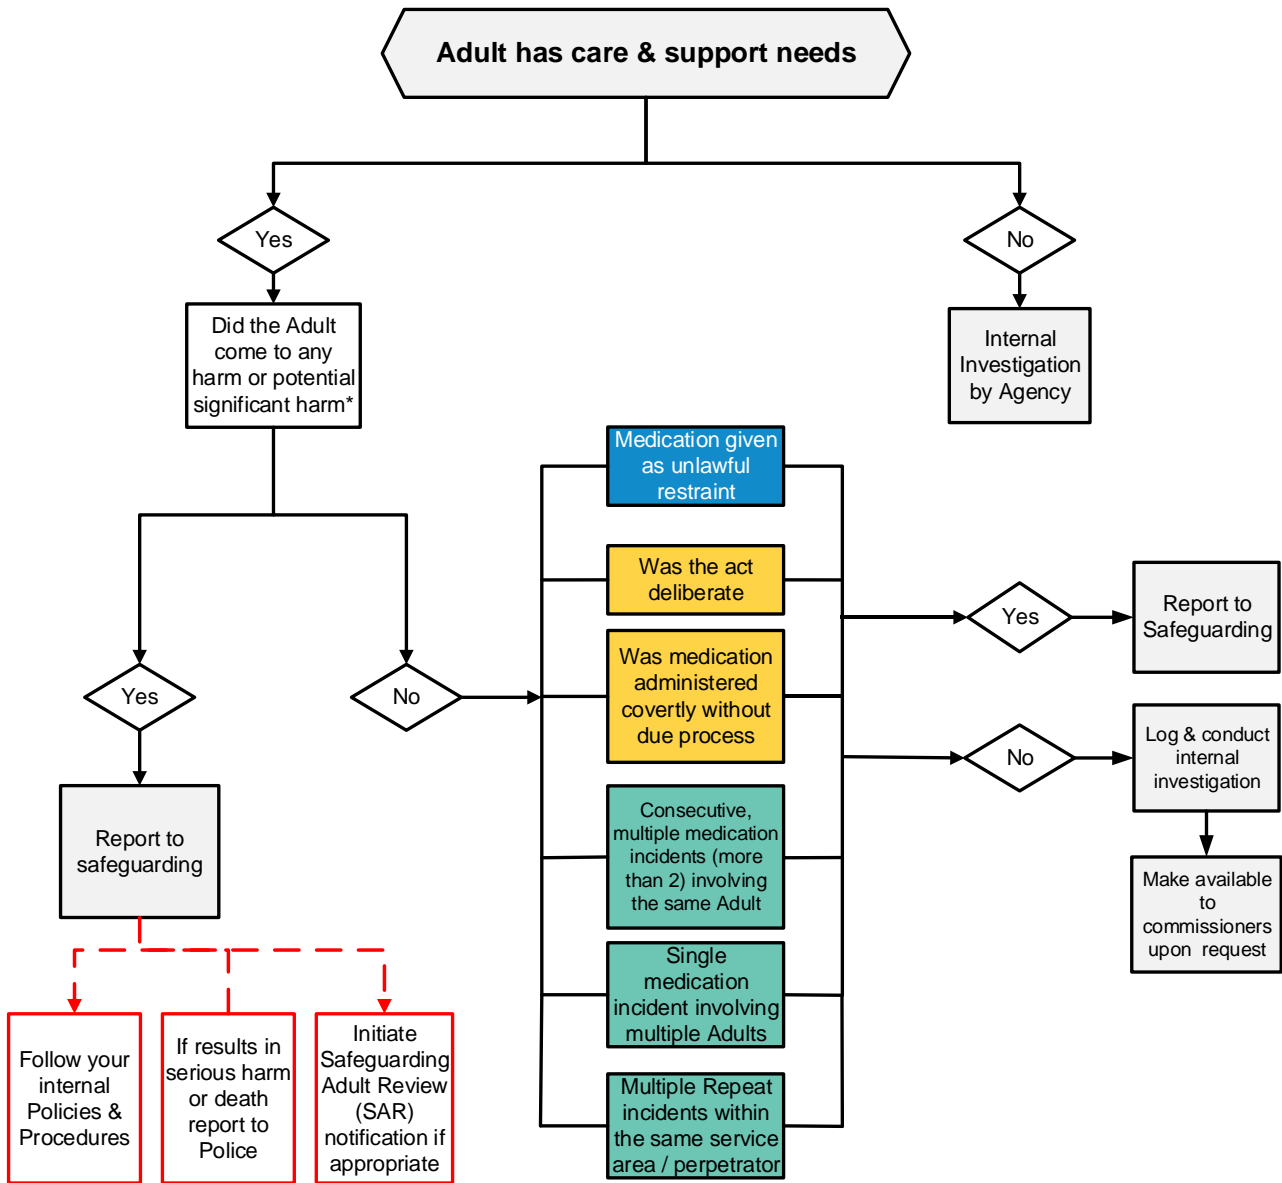 Adult has care & support needs
Yes
No
Did the Adult
come to any
harm or potential
significant harm*
Internal
Investigation
by Agency
Medication given
as unlawful
restraint
Was the act
deliberate
Was medication
administered
covertly without
due process
Consecutive,
multiple medication
incidents (more
than 2) involving
the same Adult
Single
medication
incident involving
multiple Adults
Multiple Repeat
incidents within
the same service
area / perpetrator
Yes
Report to
Safeguarding
No
Log & conduct
internal
investigation
Make available
to
commissioners
upon request
Yes
No
Report to
safeguarding
Follow your
internal
Policies &
Procedures
If results in
serious harm
or death
report to
Police
Initiate
Safeguarding
Adult Review
(SAR)
notification if
appropriate